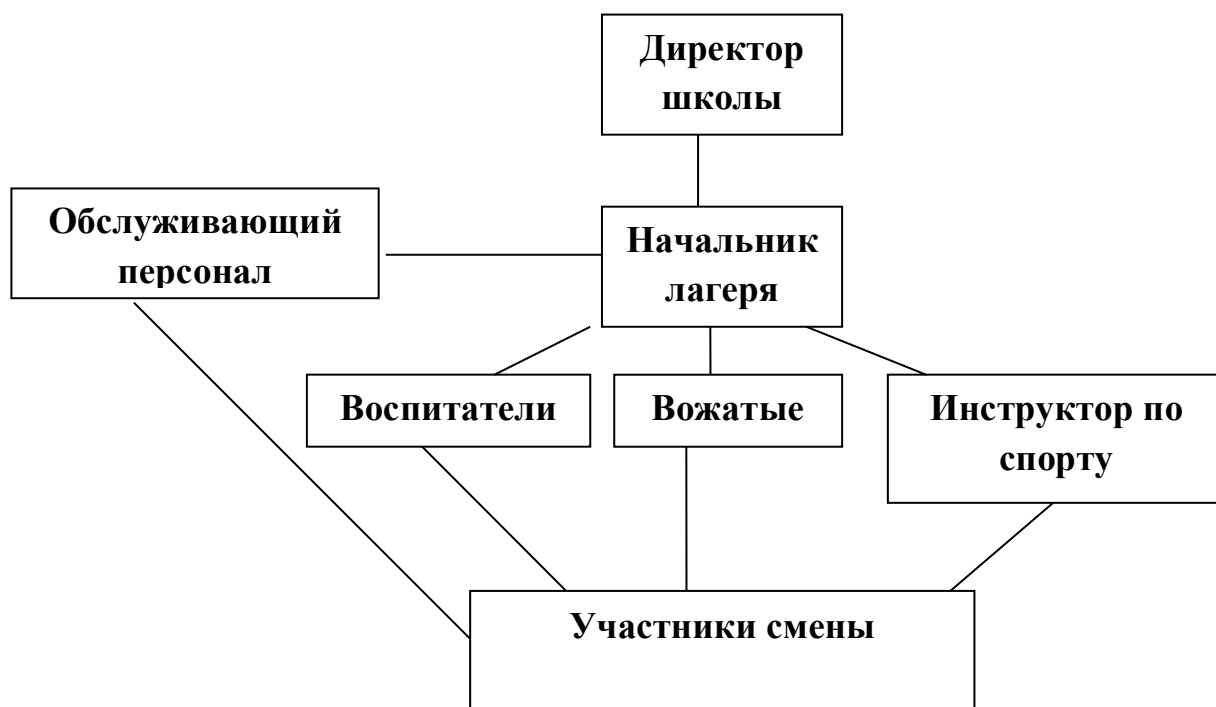 Директор
школы
Обслуживающий
персонал
Начальник
лагеря
Воспитатели
Вожатые
Инструктор по
спорту
Участники смены